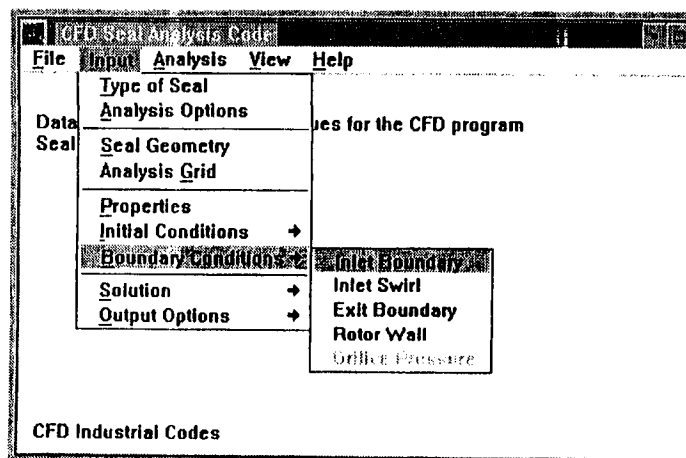 CFD Seal Analysis Code
File Input Analysis View Help
Type of Seal
Analysis Options
Data
ues for the CFD program
Seal
Seal Geometry
Analysis Grid
Properties
Initial Conditions
Boundary Conditions
Inlet Boundary
Inlet Swirl
Solution
Exit Boundary
Output Options
Rotor Wall
Orifice Pressure
CFD Industrial Codes